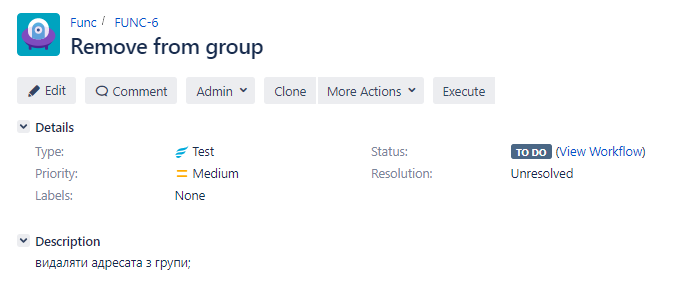 Func / FUNC-6
Remove from group
Edit Comment Admin Clone More Actions Execute
Details
Type: Test Status: TO DO (View Workflow)
Priority: Medium Resolution: Unresolved
Labels: None
Description
видаляти адресата з групи;